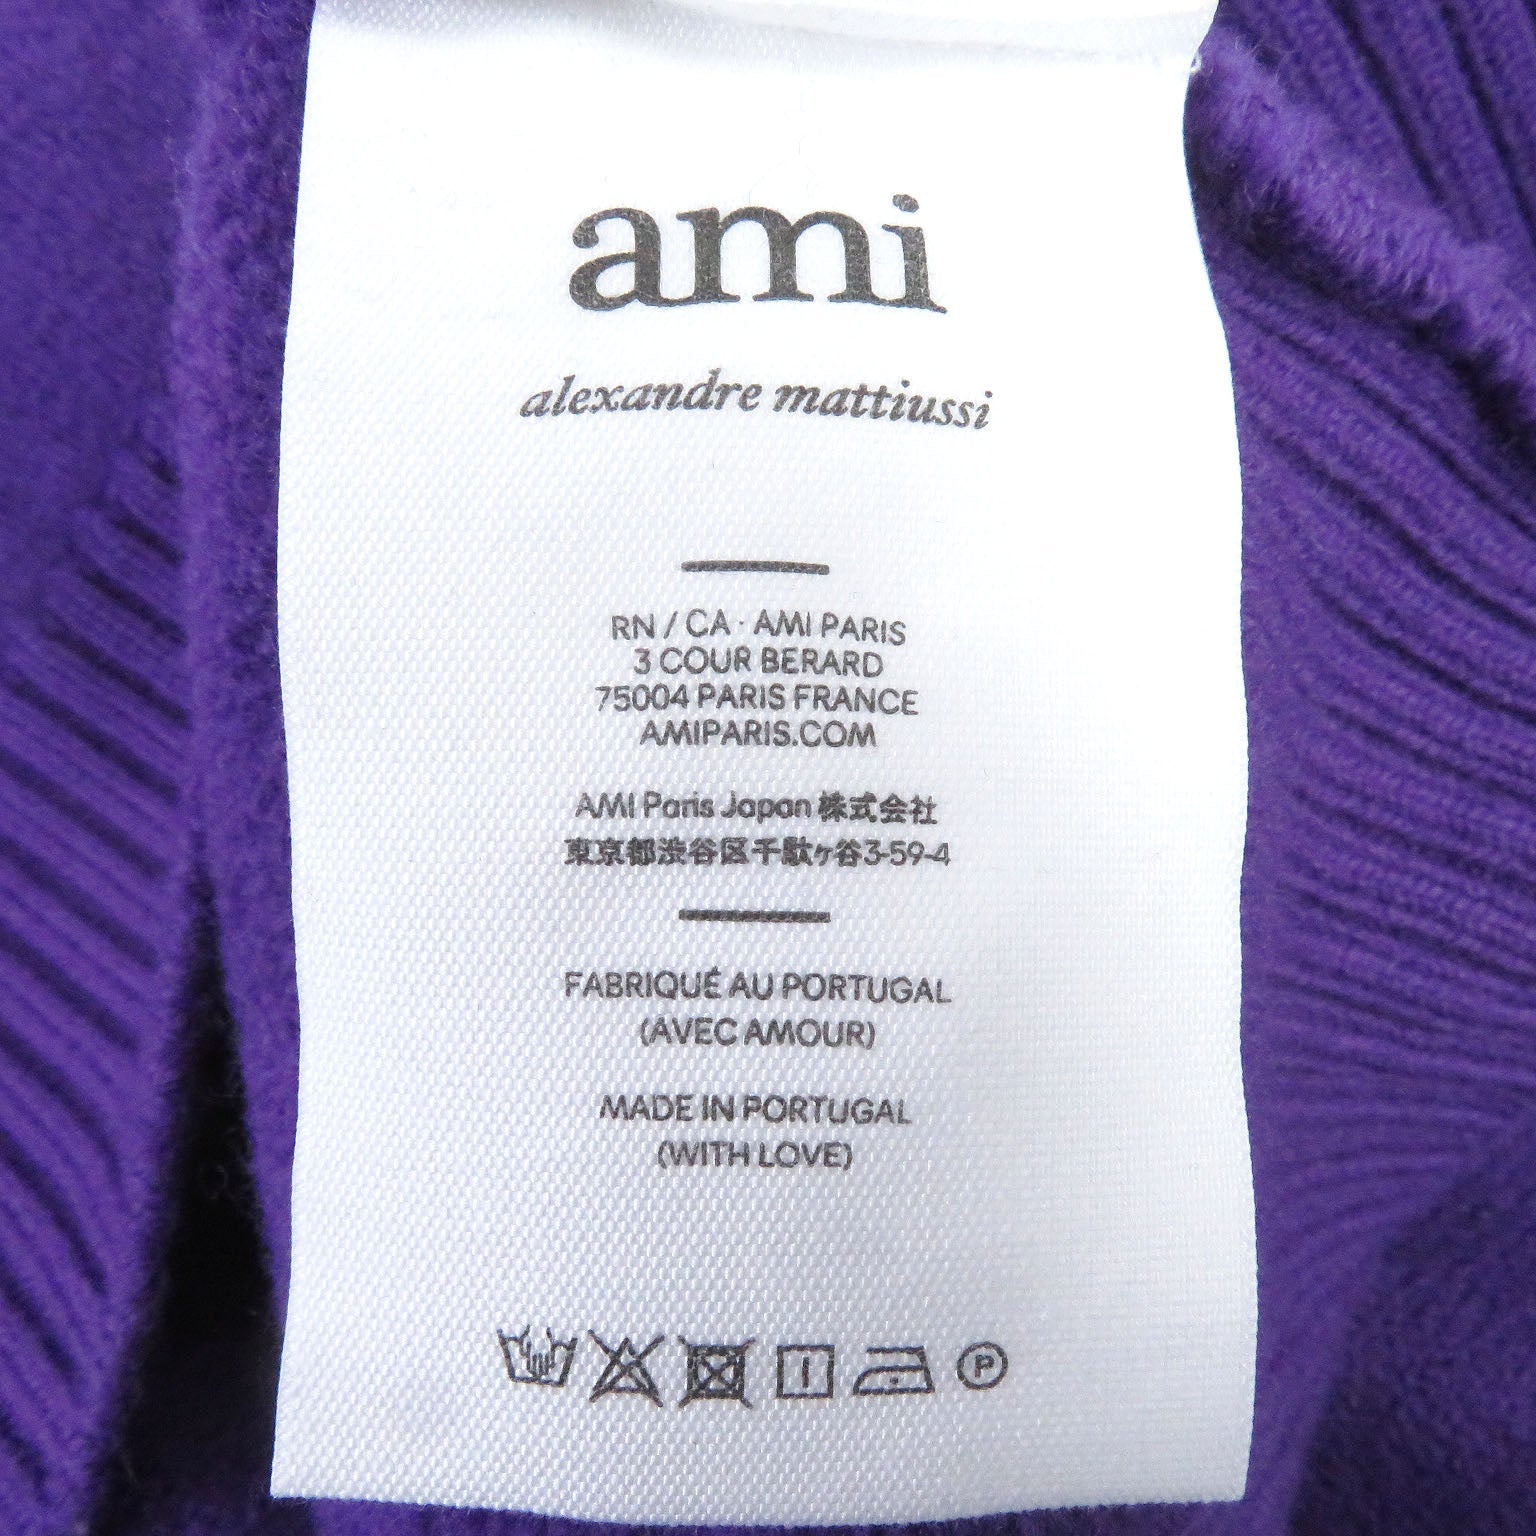 ami
alexandre mattiussi
RN / CA · AMI PARIS
3 COUR BERARD
75004 PARIS FRANCE
AMIPARIS.COM
AMI Paris Japan 株式会社
東京都渋谷区千駄ヶ谷3-59-4
FABRIQUÉ AU PORTUGAL
(AVEC AMOUR)
MADE IN PORTUGAL
(WITH LOVE)
P